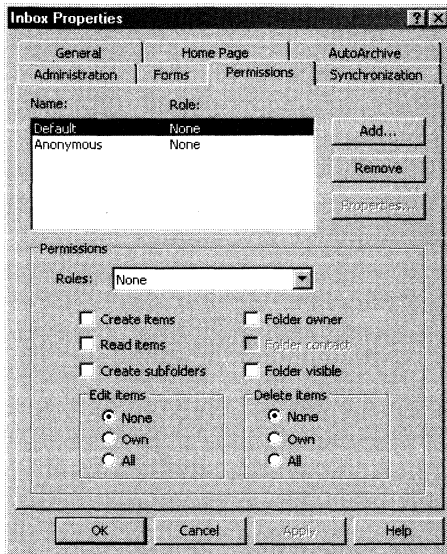 Inbox Properties
General Home Page AutoArchive
Administration Forms Permissions Synchronization
Name: Role:
Default None
Anonymous None
Add...
Remove
Properties...
Permissions
Roles: None
Create items Folder owner
Read items Folder contact
Create subfolders Folder visible
Edit items Delete items
None None
Own Own
All All
OK Cancel Apply Help